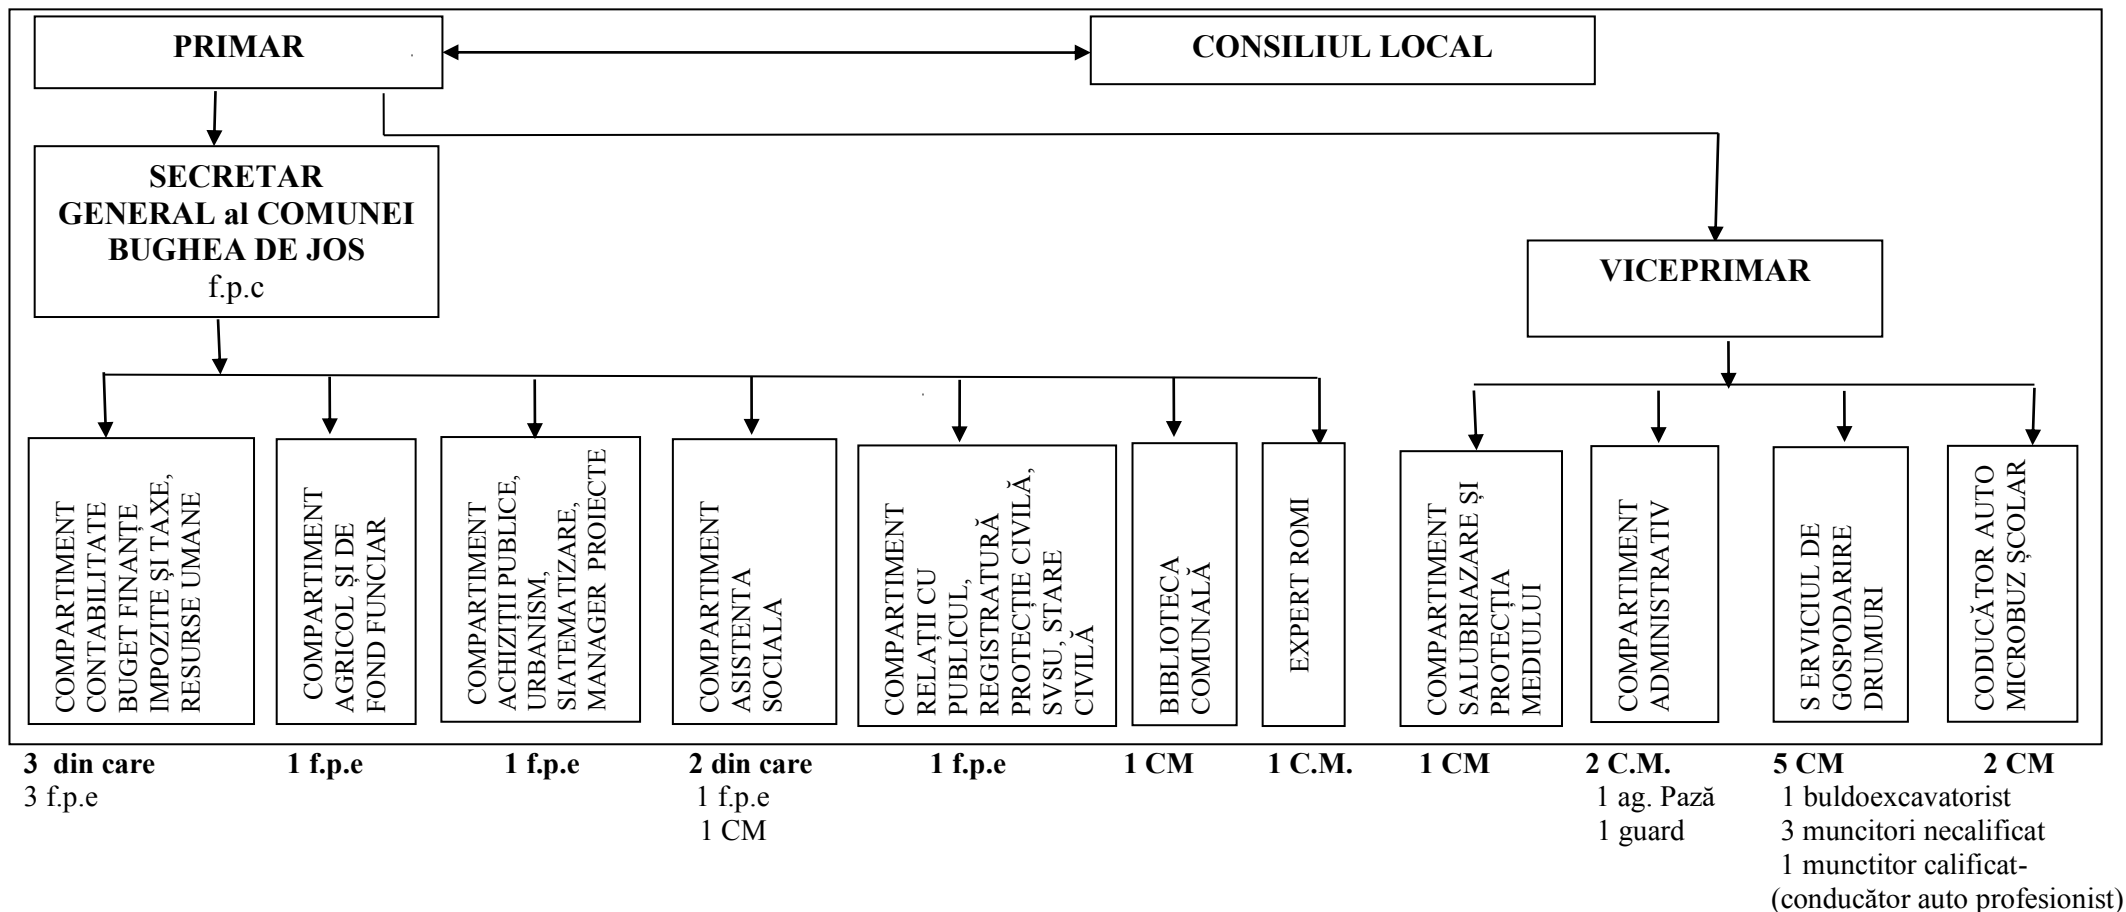 PRIMAR
CONSILIUL LOCAL
SECRETAR
GENERAL al COMUNEI
BUGHEA DE JOS
f.p.c
VICEPRIMAR
COMPARTIMENT
CONTABILITATE
BUGET FINANȚE
IMPOZITE ȘI TAXE,
RESURSE UMANE
COMPARTIMENT
AGRICOL ȘI DE
FOND FUNCIAR
COMPARTIMENT
ACHIZIȚII PUBLICE,
URBANISM,
SIATEMATIZARE,
MANAGER PROIECTE
COMPARTIMENT
ASISTENTA
SOCIALA
COMPARTIMENT
RELAȚII CU
PUBLICUL,
REGISTRATURĂ
PROTECȚIE CIVILĂ,
SVSU, STARE
CIVILĂ
BIBLIOTECA
COMUNALĂ
EXPERT ROMI
COMPARTIMENT
SALUBRIAZARE ȘI
PROTECȚIA
MEDIULUI
COMPARTIMENT
ADMINISTRATIV
S ERVICIUL DE
GOSPODARIRE
DRUMURI
CODUCĂTOR AUTO
MICROBUZ ȘCOLAR
3 din care
3 f.p.e
1 f.p.e
1 f.p.e
2 din care
1 f.p.e
1 CM
1 f.p.e
1 CM
1 C.M.
1 CM
2 C.M.
1 ag. Pază
1 guard
5 CM
1 buldoexcavatorist
3 muncitori necalificat
1 munctitor calificat-
(conducător auto profesionist)
2 CM